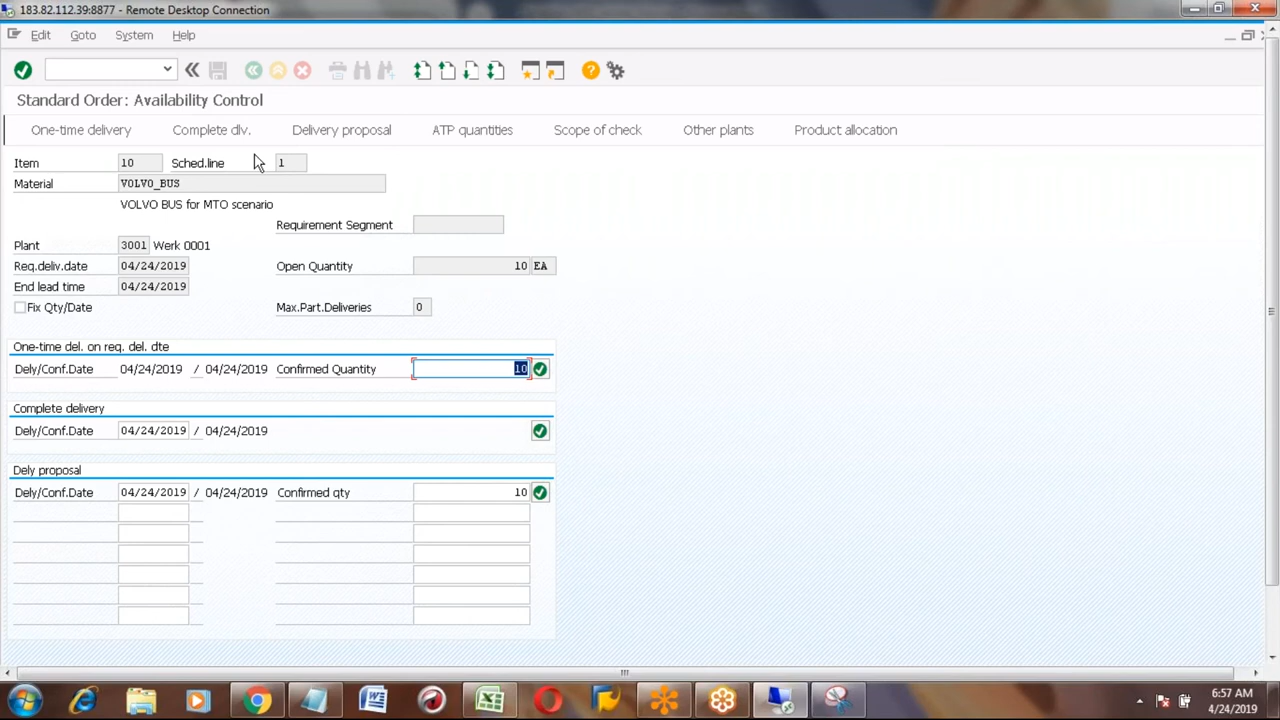 183.82.112.39:8877 - Remote Desktop Connection
Edit Goto System Help
Standard Order: Availability Control
One-time delivery Complete dlv. Delivery proposal ATP quantities Scope of check Other plants Product allocation
Item 10 Sched.line 1
Material VOLVO_BUS
VOLVO BUS for MTO scenario
Requirement Segment
Plant 3001 Werk 0001
Req.deliv.date 04/24/2019 Open Quantity 10 EA
End lead time 04/24/2019
Fix Qty/Date Max.Part.Deliveries 0
One-time del. on req. del. dte
Dely/Conf.Date 04/24/2019 / 04/24/2019 Confirmed Quantity 10
Complete delivery
Dely/Conf.Date 04/24/2019 / 04/24/2019
Dely proposal
Dely/Conf.Date 04/24/2019 / 04/24/2019 Confirmed qty 10
6:57 AM
4/24/2019